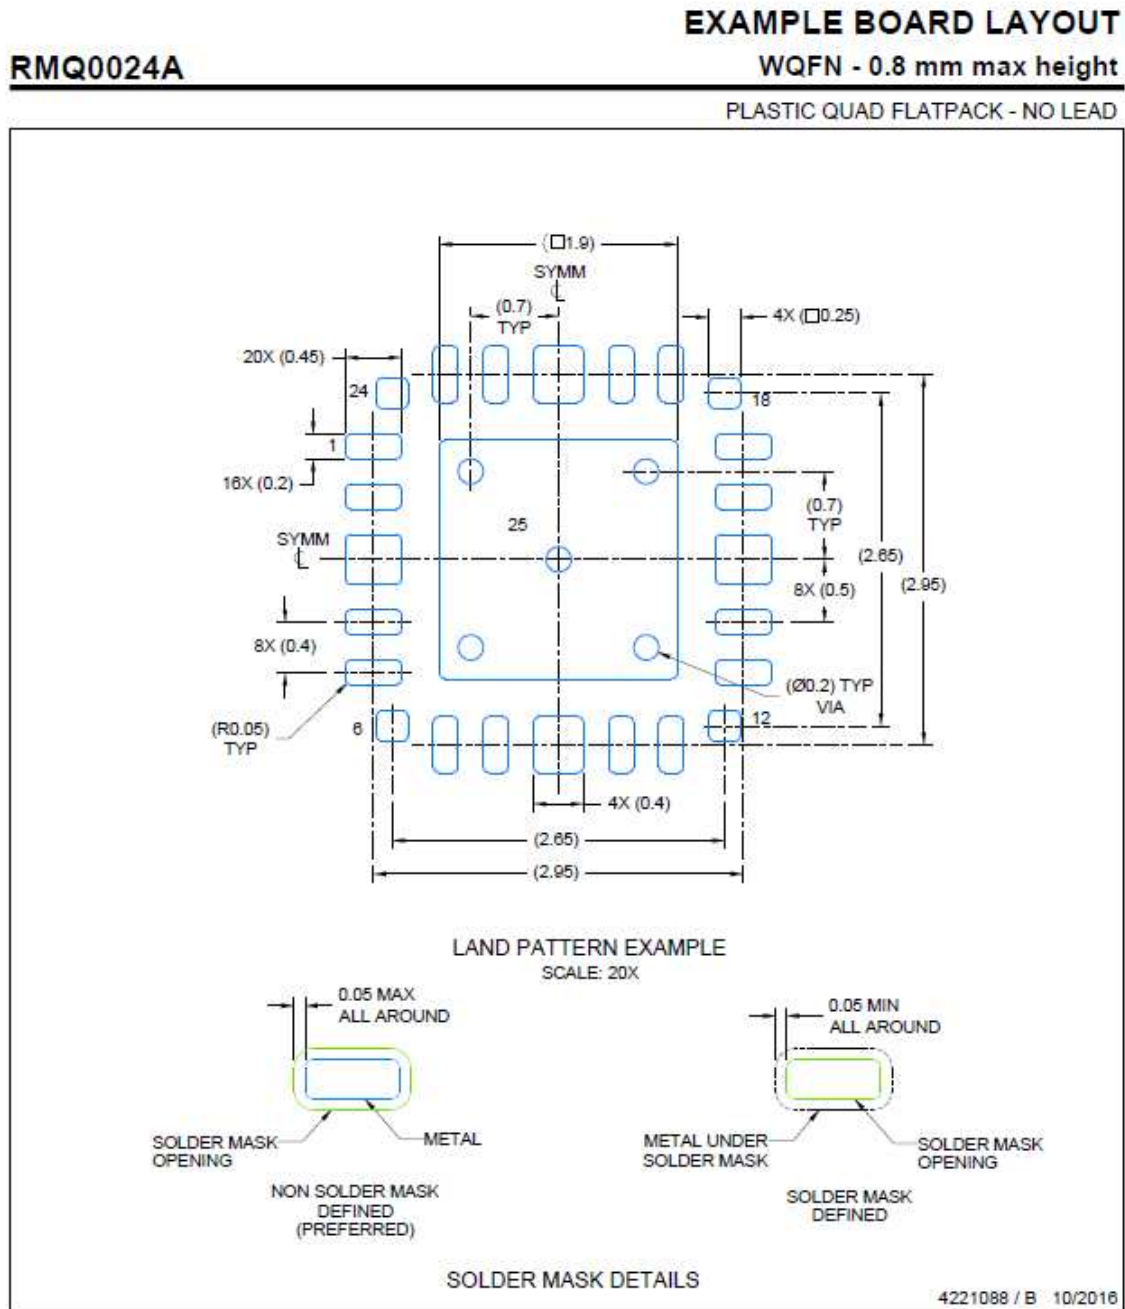 EXAMPLE BOARD LAYOUT
RMQ0024A
WQFN - 0.8 mm max height
PLASTIC QUAD FLATPACK - NO LEAD
(□1.9)
SYMM
℄
(0.7)
TYP
4X (□0.25)
20X (0.45)
24
18
1
16X (0.2)
(0.7)
TYP
25
SYMM
℄
(2.65)
(2.95)
8X (0.5)
8X (0.4)
(Ø0.2) TYP
VIA
(R0.05)
TYP
6
12
4X (0.4)
(2.65)
(2.95)
LAND PATTERN EXAMPLE
SCALE: 20X
0.05 MAX
ALL AROUND
0.05 MIN
ALL AROUND
SOLDER MASK
OPENING
METAL
METAL UNDER
SOLDER MASK
SOLDER MASK
OPENING
NON SOLDER MASK
DEFINED
(PREFERRED)
SOLDER MASK
DEFINED
SOLDER MASK DETAILS
4221088 / B 10/2016